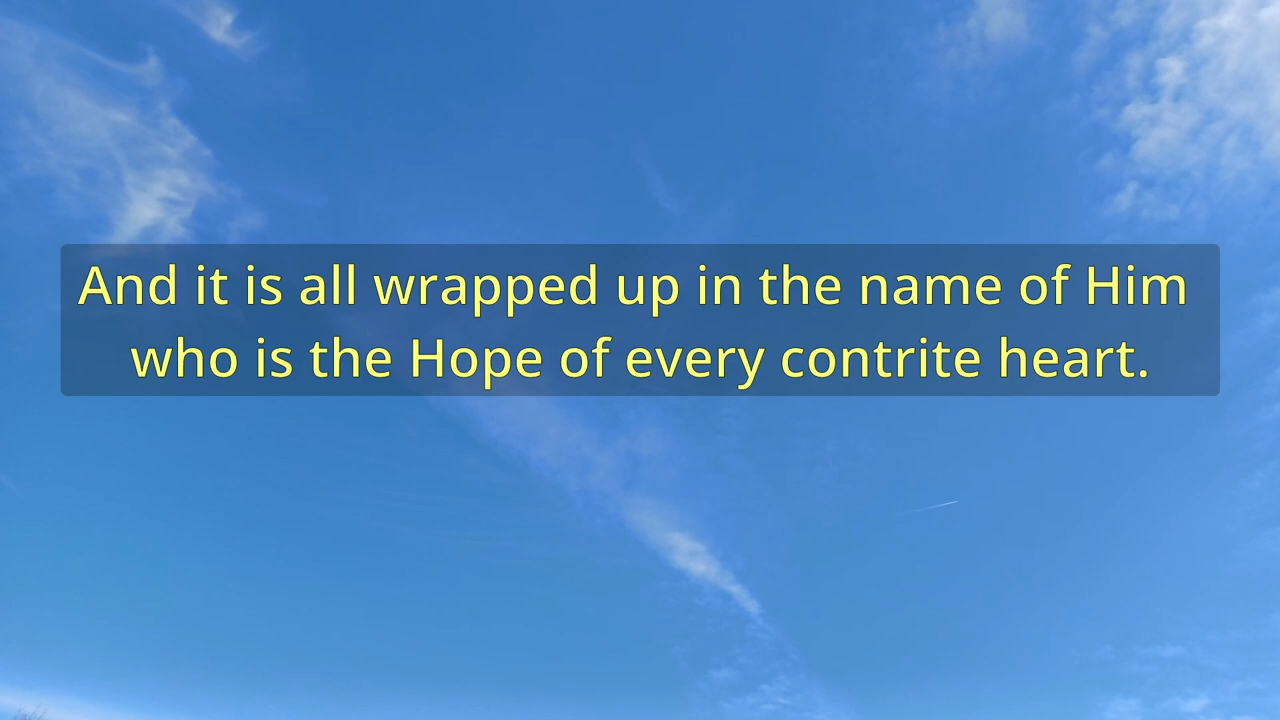 And it is all wrapped up in the name of Him
who is the Hope of every contrite heart.